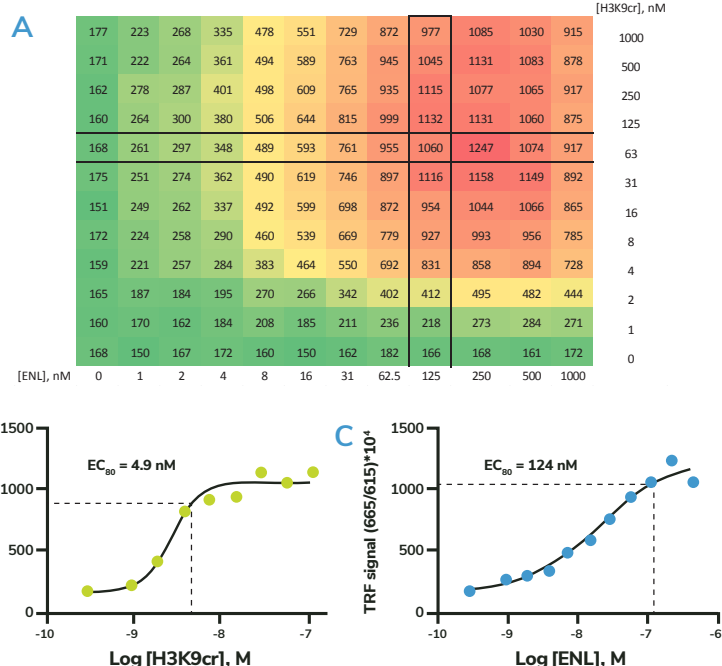 [H3K9cr], nM
A
177 223 268 335 478 551 729 872 977 1085 1030 915 1000
171 222 264 361 494 589 763 945 1045 1131 1083 878 500
162 278 287 401 498 609 765 935 1115 1077 1065 917 250
160 264 300 380 506 644 815 999 1132 1131 1060 875 125
168 261 297 348 489 593 761 955 1060 1247 1074 917 63
175 251 274 362 490 619 746 897 1116 1158 1149 892 31
151 249 262 337 492 599 698 872 954 1044 1066 865 16
172 224 258 290 460 539 669 779 927 993 956 785 8
159 221 257 284 383 464 550 692 831 858 894 728 4
165 187 184 195 270 266 342 402 412 495 482 444 2
160 170 162 184 208 185 211 236 218 273 284 271 1
168 150 167 172 160 150 162 182 166 168 161 172 0
[ENL], nM 0 1 2 4 8 16 31 62.5 125 250 500 1000
1500
EC80 = 4.9 nM
1000
500
0
-10 -9 -8 -7
Log [H3K9cr], M
C
TRF signal (665/615)*10⁴
1500
EC80 = 124 nM
1000
500
0
-10 -9 -8 -7 -6
Log [ENL], M